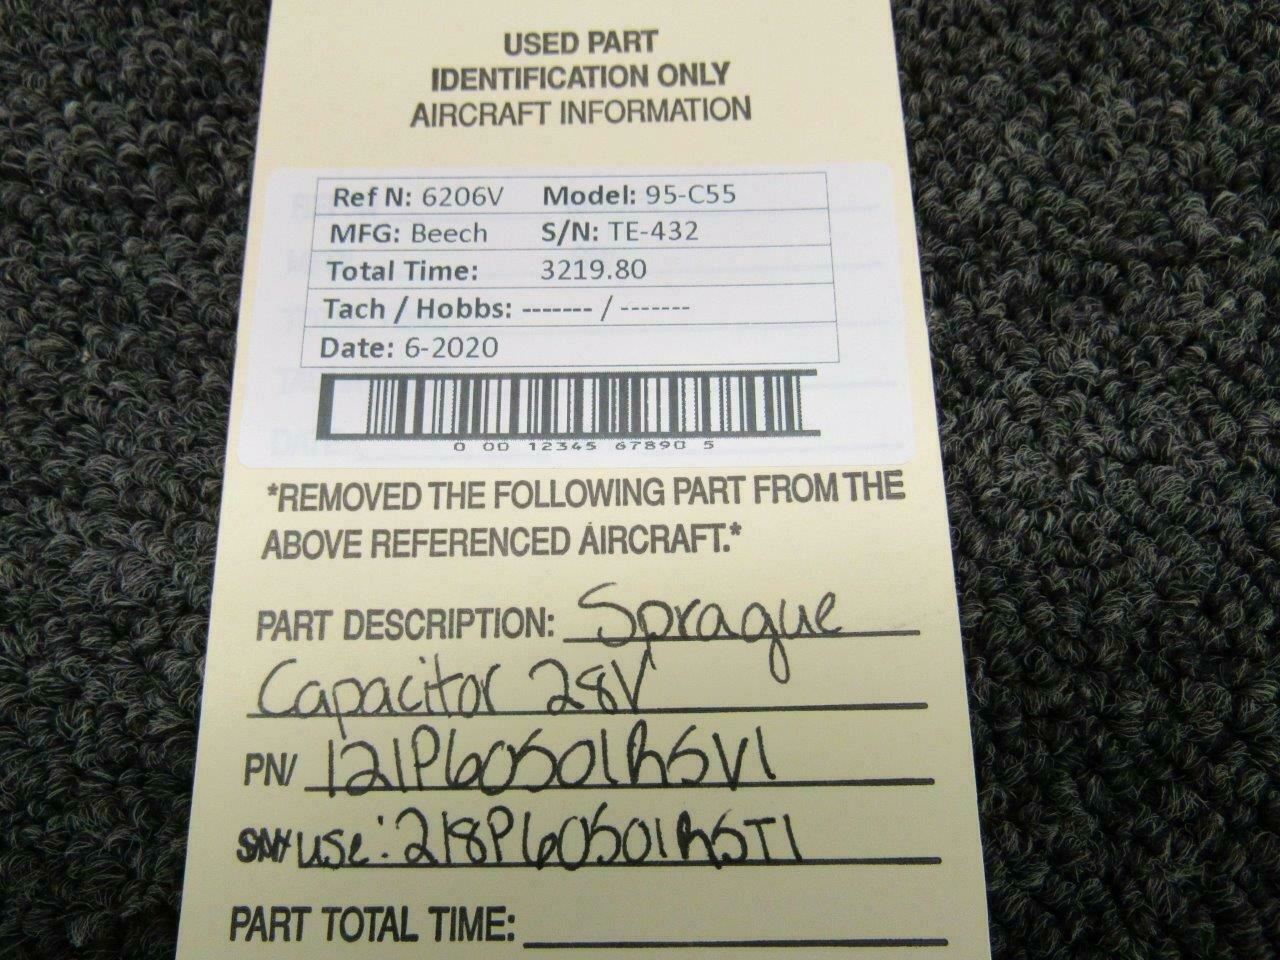 USED PART
IDENTIFICATION ONLY
AIRCRAFT INFORMATION
Ref N: 6206V Model: 95-C55
MFG: Beech S/N: TE-432
Total Time: 3219.80
Tach / Hobbs: ------- / -------
Date: 6-2020
0 00 12345 67890 5
*REMOVED THE FOLLOWING PART FROM THE
ABOVE REFERENCED AIRCRAFT.*
PART DESCRIPTION: Sprague
Capacitor 28V
PN/ 121P60501R5V1
use: 218P60501R5T1
PART TOTAL TIME: